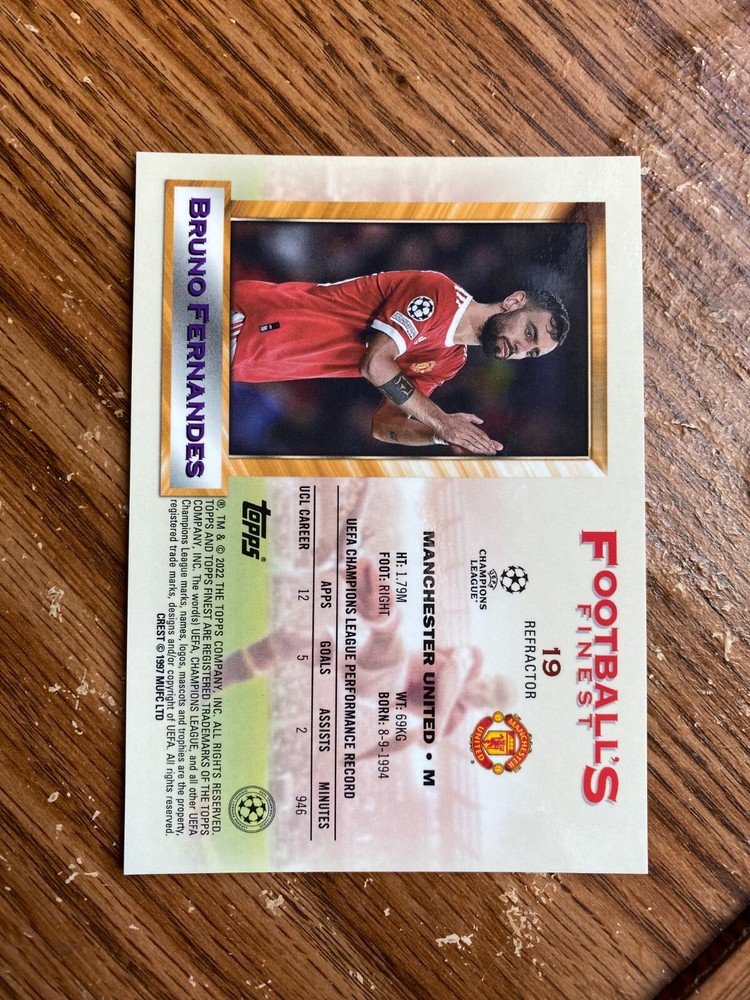 FOOTBALL'S
FINEST
19
REFRACTOR
CHAMPIONS
LEAGUE
MANCHESTER
UNITED
MANCHESTER UNITED • M
HT: 1.79M WT: 69KG
FOOT: RIGHT BORN: 8-9-1994
UEFA CHAMPIONS LEAGUE PERFORMANCE RECORD
APPS GOALS ASSISTS MINUTES
UCL CAREER 12 5 2 946
topps®
BRUNO FERNANDES
®, TM & © 2022 THE TOPPS COMPANY, INC. ALL RIGHTS RESERVED.
TOPPS AND TOPPS FINEST ARE REGISTERED TRADEMARKS OF THE TOPPS
COMPANY, INC. The word(s) UEFA, CHAMPIONS LEAGUE, and all other UEFA
Champions League marks, names, logos, mascots and trophies are the property,
registered trade marks, designs and/or copyright of UEFA. All rights reserved.
CREST © 1997 MUFC LTD